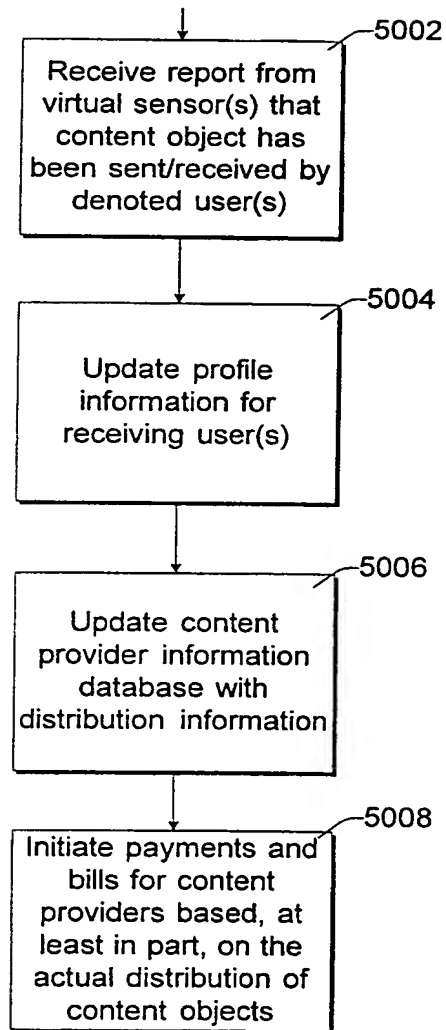 5002
Receive report from
virtual sensor(s) that
content object has
been sent/received by
denoted user(s)
5004
Update profile
information for
receiving user(s)
5006
Update content
provider information
database with
distribution information
5008
Initiate payments and
bills for content
providers based, at
least in part, on the
actual distribution of
content objects